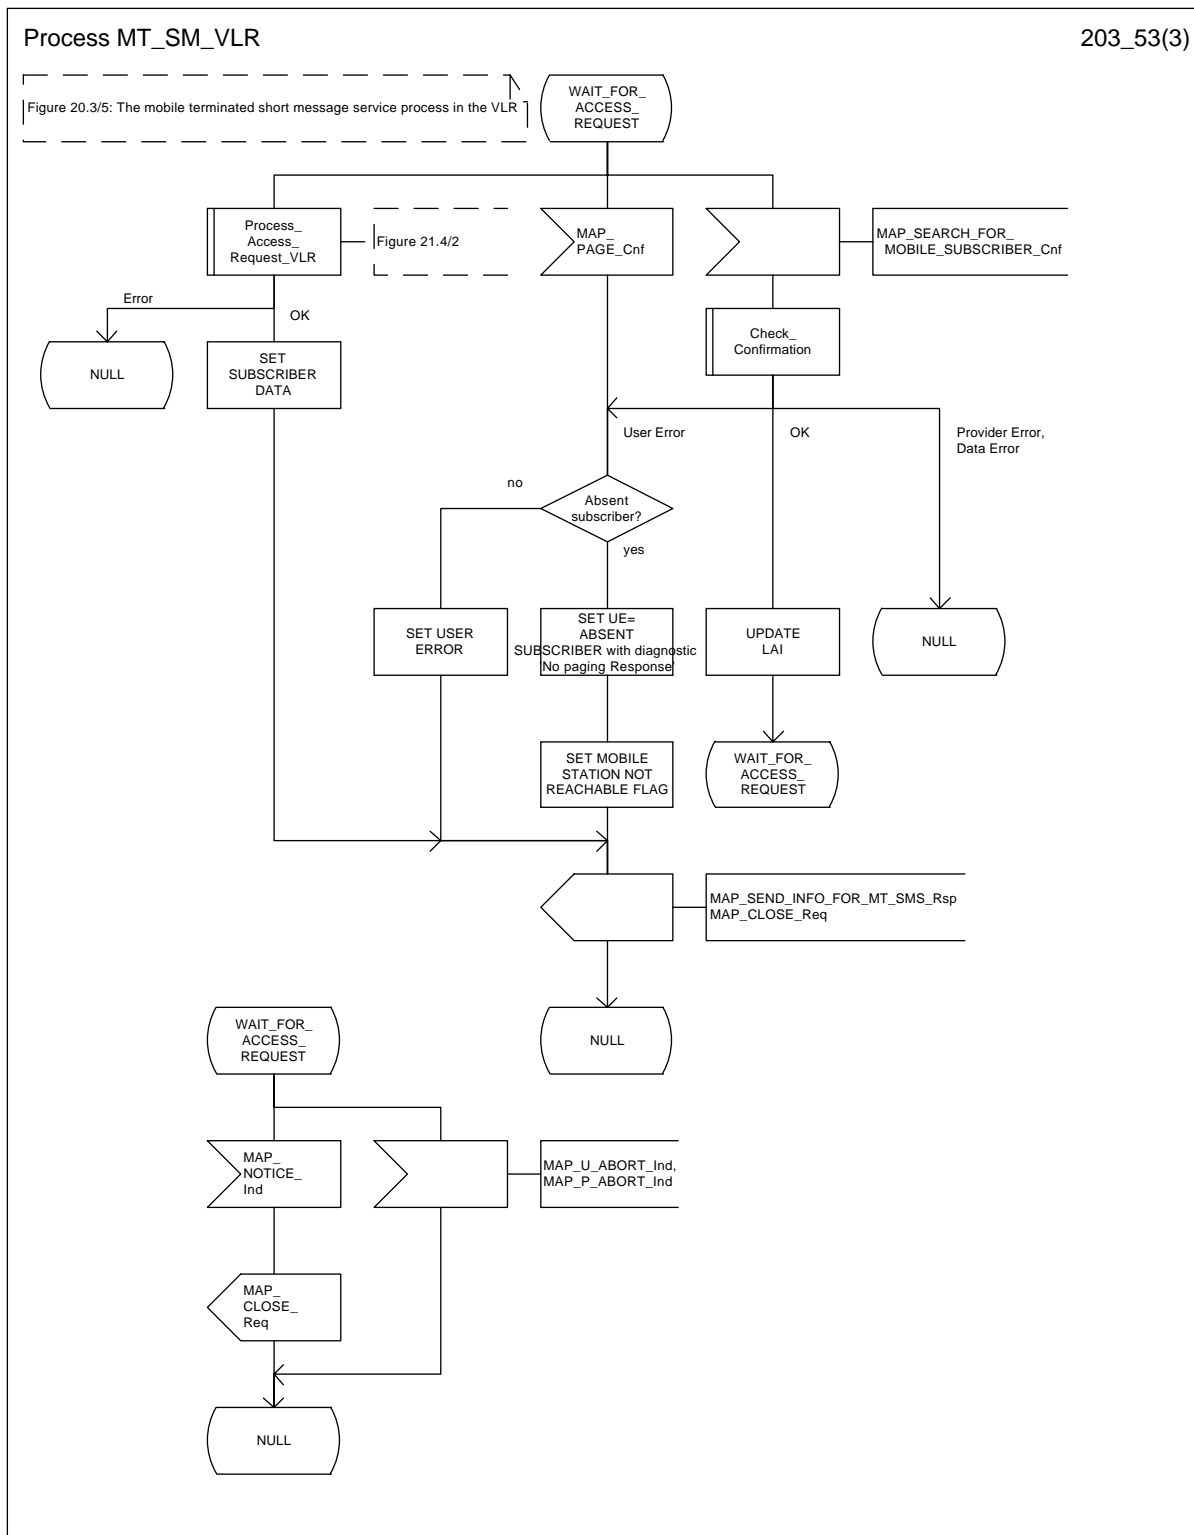 Process MT_SM_VLR
203_53(3)
Figure 20.3/5: The mobile terminated short message service process in the VLR
WAIT_FOR_
ACCESS_
REQUEST
Process_
Access_
Request_VLR
Figure 21.4/2
MAP_
PAGE_Cnf
MAP_SEARCH_FOR_
MOBILE_SUBSCRIBER_Cnf
Error
OK
Check_
Confirmation
NULL
SET
SUBSCRIBER
DATA
User Error
OK
Provider Error,
Data Error
no
Absent
subscriber?
yes
SET USER
ERROR
SET UE=
ABSENT
SUBSCRIBER with diagnostic
'No paging Response'
UPDATE
LAI
NULL
SET MOBILE
STATION NOT
REACHABLE FLAG
WAIT_FOR_
ACCESS_
REQUEST
MAP_SEND_INFO_FOR_MT_SMS_Rsp
MAP_CLOSE_Req
WAIT_FOR_
ACCESS_
REQUEST
NULL
MAP_
NOTICE_
Ind
MAP_U_ABORT_Ind,
MAP_P_ABORT_Ind
MAP_
CLOSE_
Req
NULL